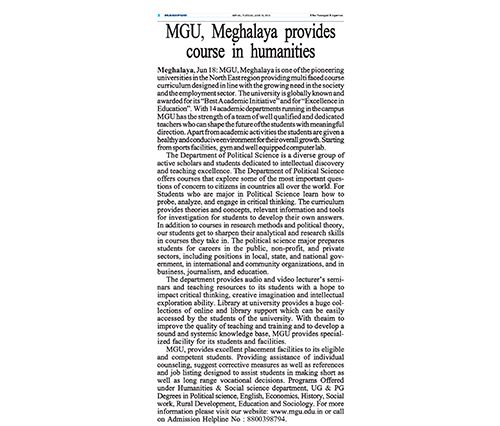 MGU, Meghalaya provides
course in humanities
Meghalaya, Jun 18: MGU, Meghalaya is one of the pioneering
universities in the North East region providing multi faced course
curriculum designed in line with the growing need in the society
and the employment sector. The university is globally known and
awarded for its "Best Academic Initiative" and for "Excellence in
Education". With 14 academic departments running in the campus
MGU has the strength of a team of well qualified and dedicated
teachers who can shape the future of the students with meaningful
direction. Apart from academic activities the students are given a
healthy and conducive environment for their overall growth. Starting
from sports facilities, gym and well equipped computer lab.
The Department of Political Science is a diverse group of
active scholars and students dedicated to intellectual discovery
and teaching excellence. The Department of Political Science
offers courses that explore some of the most important ques-
tions of concern to citizens in countries all over the world. For
Students who are major in Political Science learn how to
probe, analyze, and engage in critical thinking. The curriculum
provides theories and concepts, relevant information and tools
for investigation for students to develop their own answers.
In addition to courses in research methods and political theory,
our students get to sharpen their analytical and research skills
in courses they take in. The political science major prepares
students for careers in the public, non-profit, and private
sectors, including positions in local, state, and national gov-
ernment, in international and community organizations, and in
business, journalism, and education.
The department provides audio and video lecturer's semi-
nars and teaching resources to its students with a hope to
impact critical thinking, creative imagination and intellectual
exploration ability. Library at university provides a huge col-
lections of online and library support which can be easily
accessed by the students of the university. With theaim to
improve the quality of teaching and training and to develop a
sound and systemic knowledge base, MGU provides special-
ized facility for its students and facilities.
MGU, provides excellent placement facilities to its eligible
and competent students. Providing assistance of individual
counseling, suggest corrective measures as well as references
and job listing designed to assist students in making short as
well as long range vocational decisions. Programs Offered
under Humanities & Social science department, UG & PG
Degrees in Political science, English, Economics, History, Social
work, Rural Development, Education and Sociology. For more
information please visit our website: www.mgu.edu.in or call
on Admission Helpline No : 8800398794.